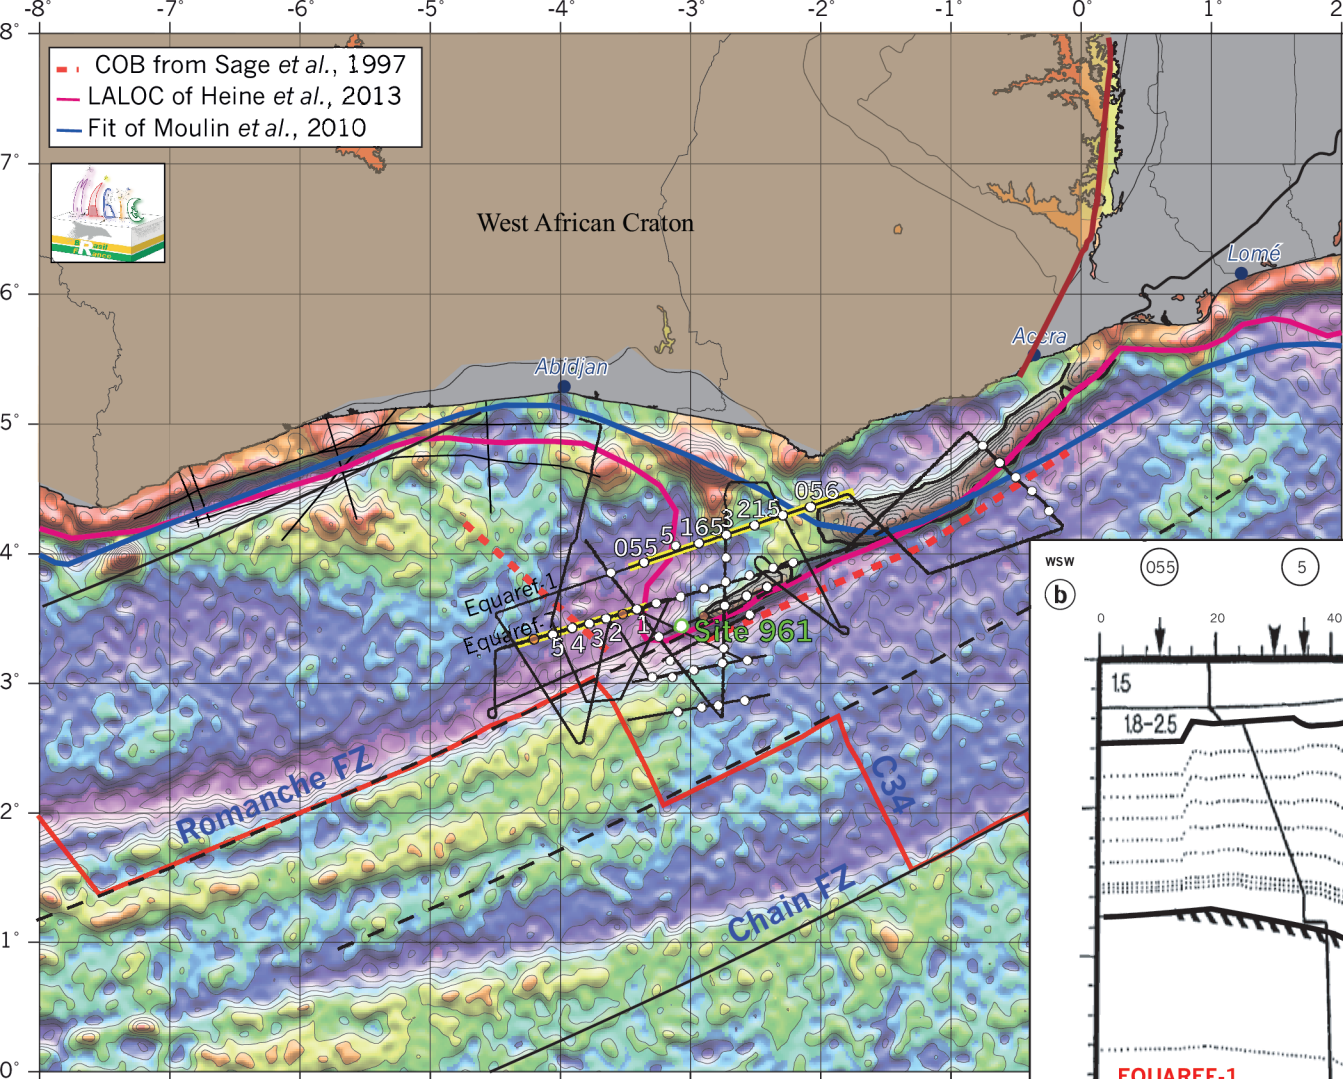 -8° -7° -6° -5° -4° -3° -2° -1° 0° 1° 2
8°
COB from Sage et al., 1997
LALOC of Heine et al., 2013
Fit of Moulin et al., 2010
7°
West African Craton
6°
Lomé
Accra
Abidjan
5°
056
215
3
165
5
055
4°
Equaref-1
5 4 3 2 1
Site 961
3°
Romanche FZ
C34
2°
Chain FZ
1°
0°
WSW
b
055 5
0 20 40
1.5
1.8-2.5
EQUAREF-1